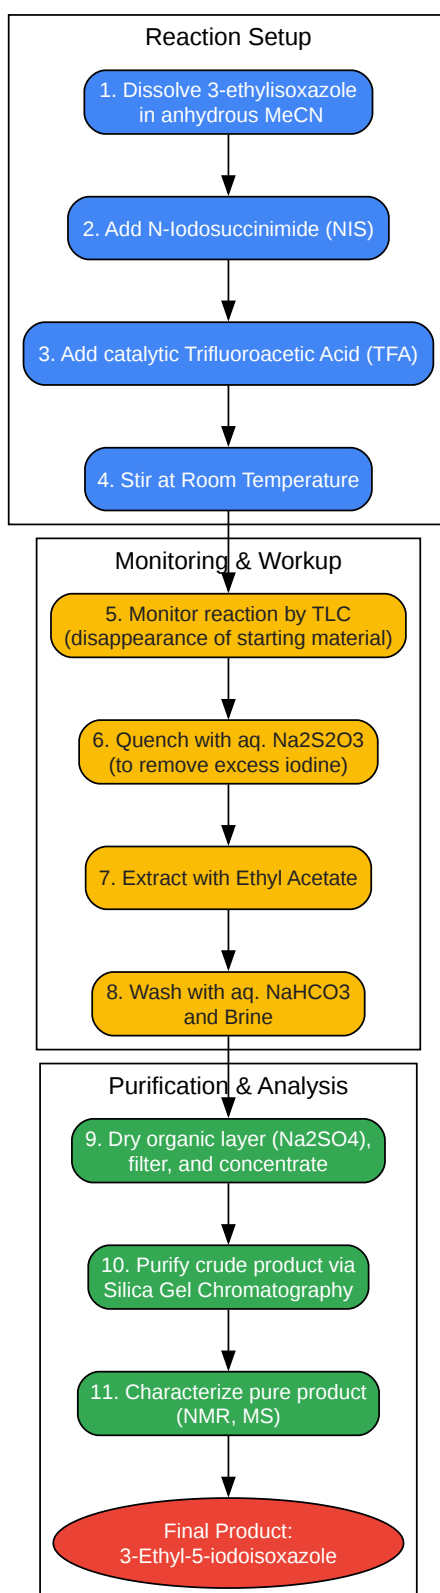 Reaction Setup
1. Dissolve 3-ethylisoxazole
in anhydrous MeCN
2. Add N-Iodosuccinimide (NIS)
3. Add catalytic Trifluoroacetic Acid (TFA)
4. Stir at Room Temperature
Monitoring & Workup
5. Monitor reaction by TLC
(disappearance of starting material)
6. Quench with aq. Na2S2O3
(to remove excess iodine)
7. Extract with Ethyl Acetate
8. Wash with aq. NaHCO3
and Brine
Purification & Analysis
9. Dry organic layer (Na2SO4),
filter, and concentrate
10. Purify crude product via
Silica Gel Chromatography
11. Characterize pure product
(NMR, MS)
Final Product:
3-Ethyl-5-iodoisoxazole